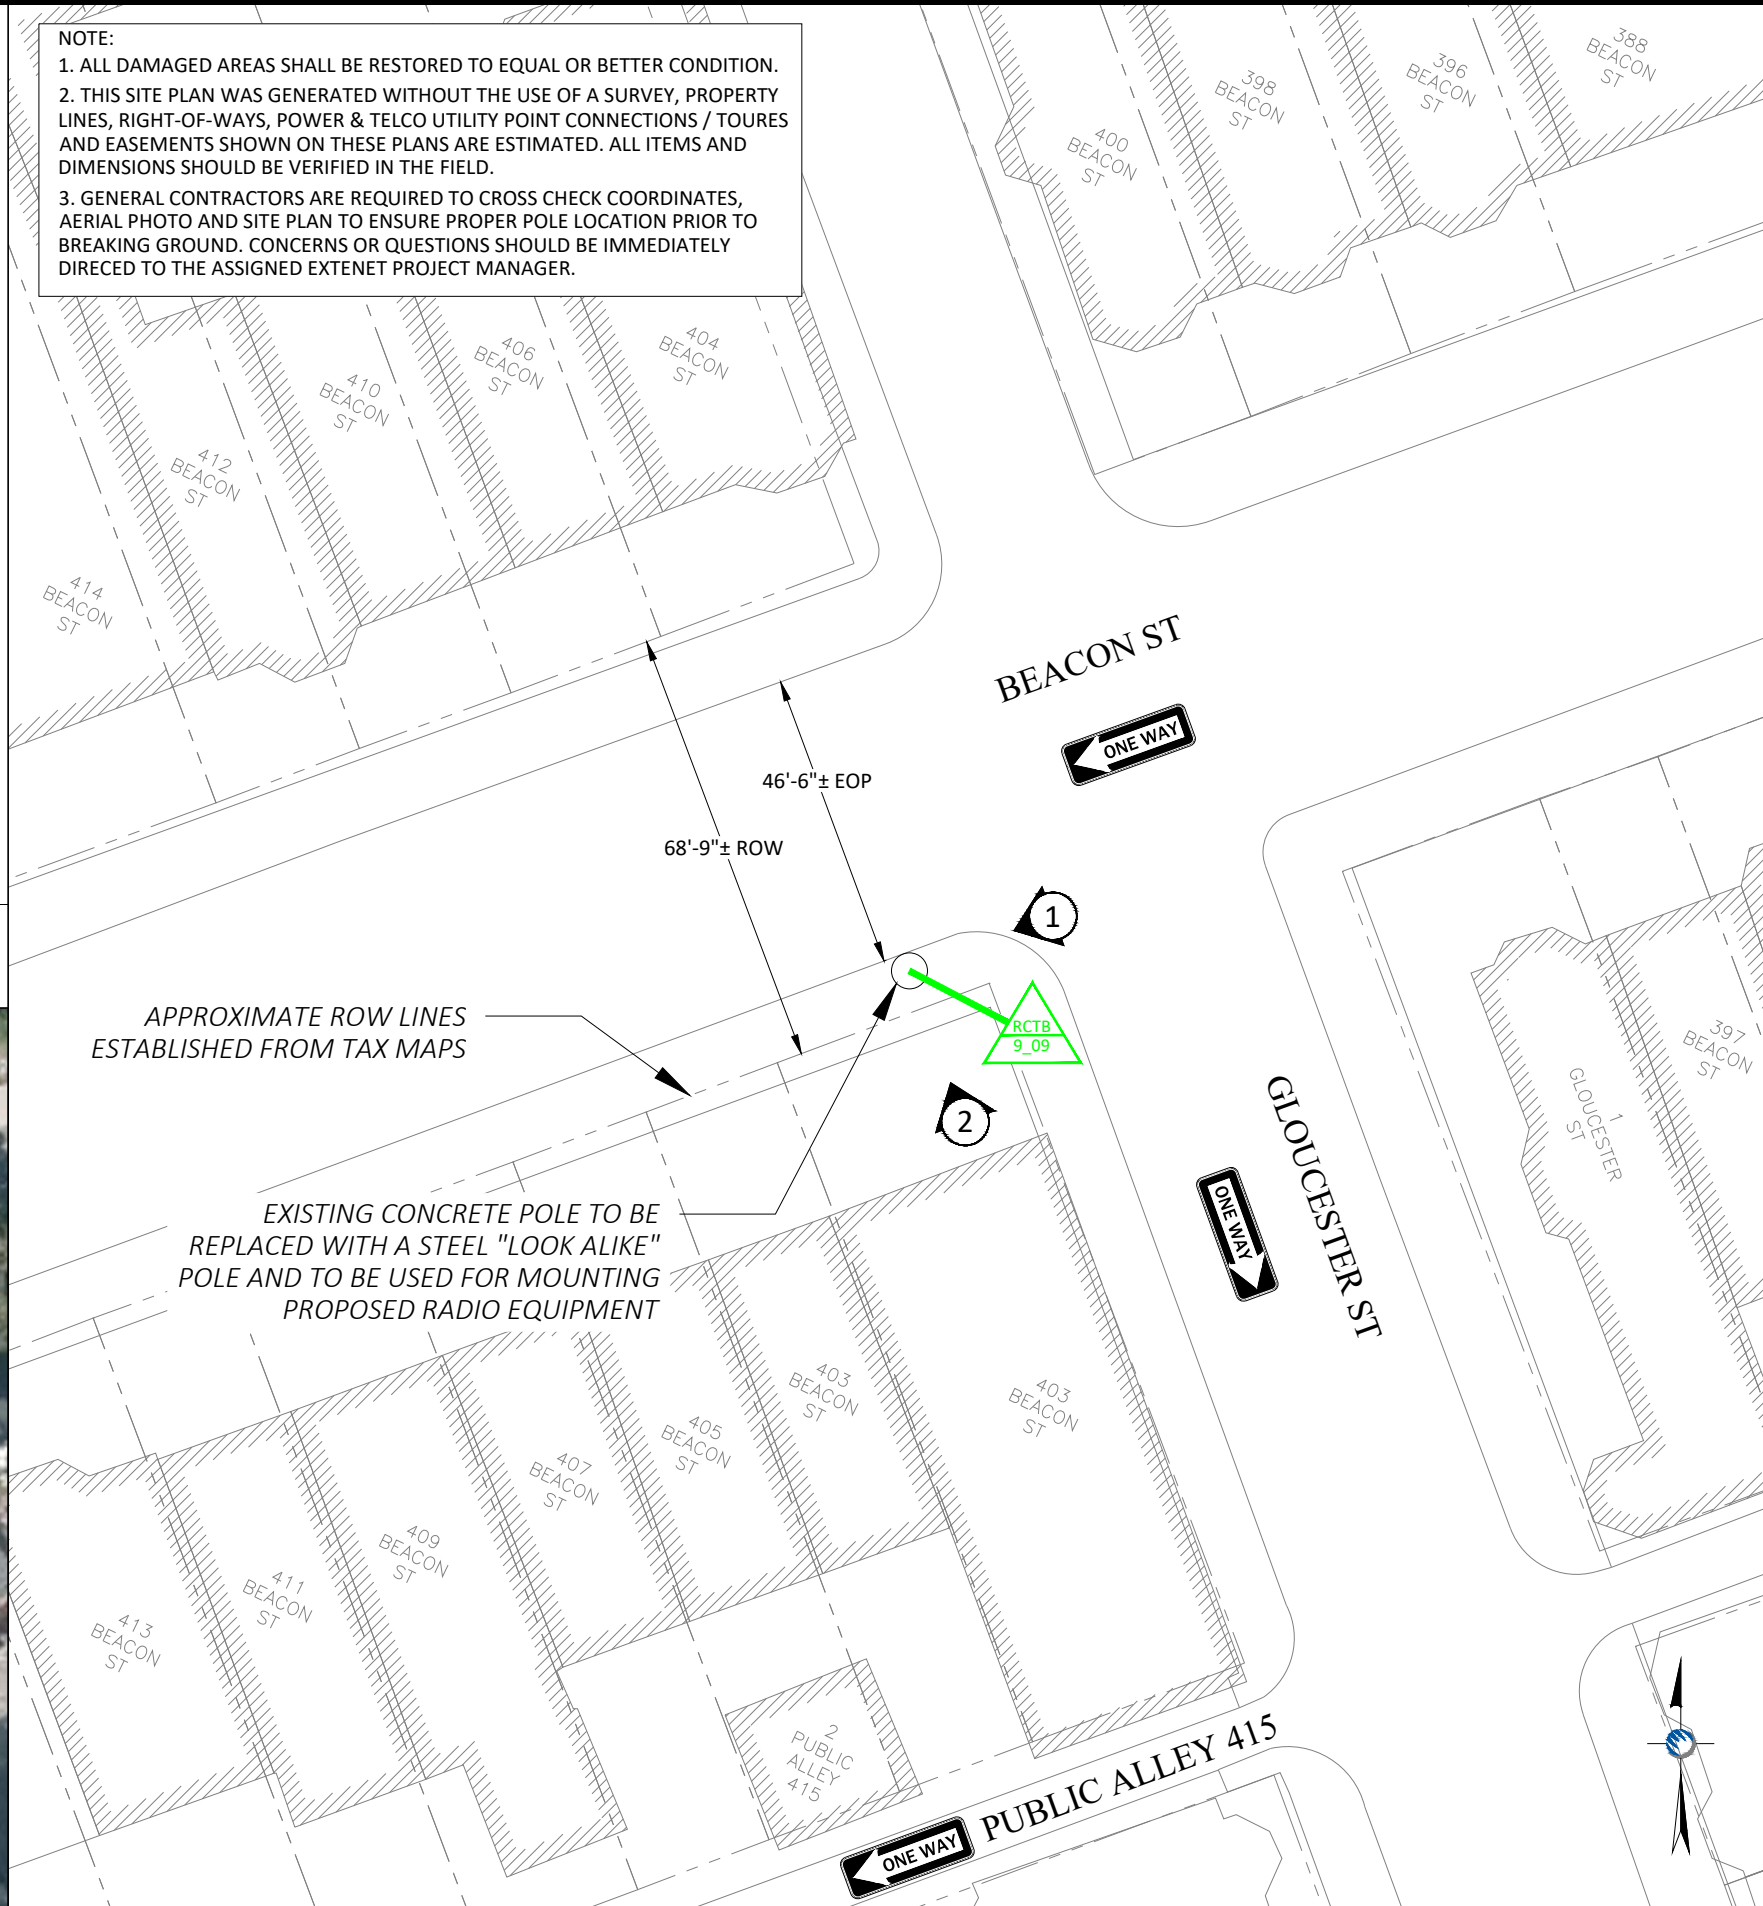 NOTE:
1. ALL DAMAGED AREAS SHALL BE RESTORED TO EQUAL OR BETTER CONDITION.
2. THIS SITE PLAN WAS GENERATED WITHOUT THE USE OF A SURVEY, PROPERTY
LINES, RIGHT-OF-WAYS, POWER & TELCO UTILITY POINT CONNECTIONS / TOURES
AND EASEMENTS SHOWN ON THESE PLANS ARE ESTIMATED. ALL ITEMS AND
DIMENSIONS SHOULD BE VERIFIED IN THE FIELD.
3. GENERAL CONTRACTORS ARE REQUIRED TO CROSS CHECK COORDINATES,
AERIAL PHOTO AND SITE PLAN TO ENSURE PROPER POLE LOCATION PRIOR TO
BREAKING GROUND. CONCERNS OR QUESTIONS SHOULD BE IMMEDIATELY
DIRECED TO THE ASSIGNED EXTENET PROJECT MANAGER.
388
BEACON
ST
396
BEACON
ST
398
BEACON
ST
400
BEACON
ST
404
BEACON
ST
406
BEACON
ST
410
BEACON
ST
412
BEACON
ST
414
BEACON
ST
BEACON ST
ONE WAY
46'-6"± EOP
68'-9"± ROW
1
APPROXIMATE ROW LINES
ESTABLISHED FROM TAX MAPS
RCTB
9_09
2
397
BEACON
ST
1
GLOUCESTER
ST
GLOUCESTER ST
ONE WAY
EXISTING CONCRETE POLE TO BE
REPLACED WITH A STEEL "LOOK ALIKE"
POLE AND TO BE USED FOR MOUNTING
PROPOSED RADIO EQUIPMENT
403
BEACON
ST
403
BEACON
ST
405
BEACON
ST
407
BEACON
ST
409
BEACON
ST
411
BEACON
ST
413
BEACON
ST
2
PUBLIC
ALLEY
415
PUBLIC ALLEY 415
ONE WAY